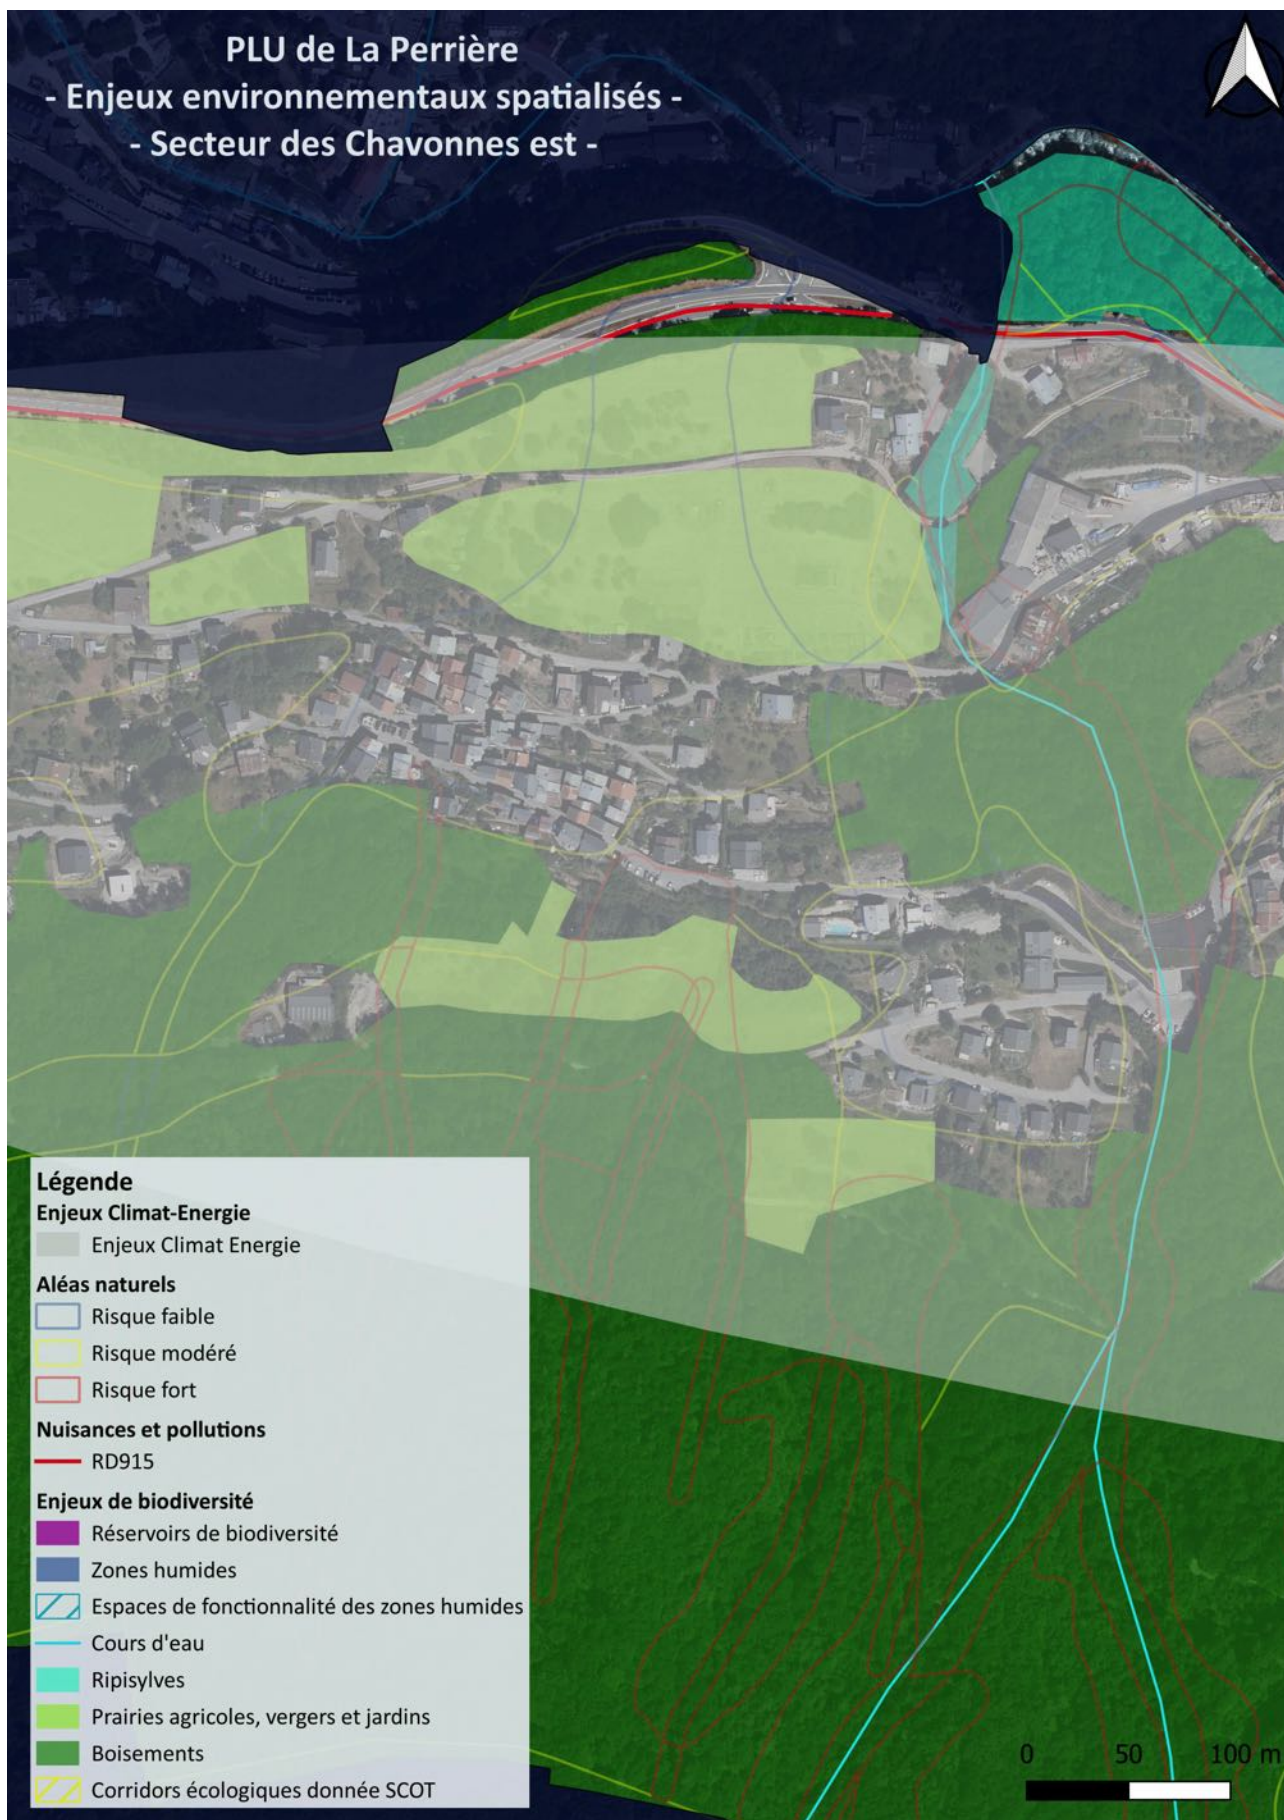 PLU de La Perrière
- Enjeux environnementaux spatialisés -
- Secteur des Chavonnes est -
Légende
Enjeux Climat-Energie
Enjeux Climat Energie
Aléas naturels
Risque faible
Risque modéré
Risque fort
Nuisances et pollutions
RD915
Enjeux de biodiversité
Réservoirs de biodiversité
Zones humides
Espaces de fonctionnalité des zones humides
Cours d'eau
Ripisylves
Prairies agricoles, vergers et jardins
Boisements
Corridors écologiques donnée SCOT
0 50 100 m